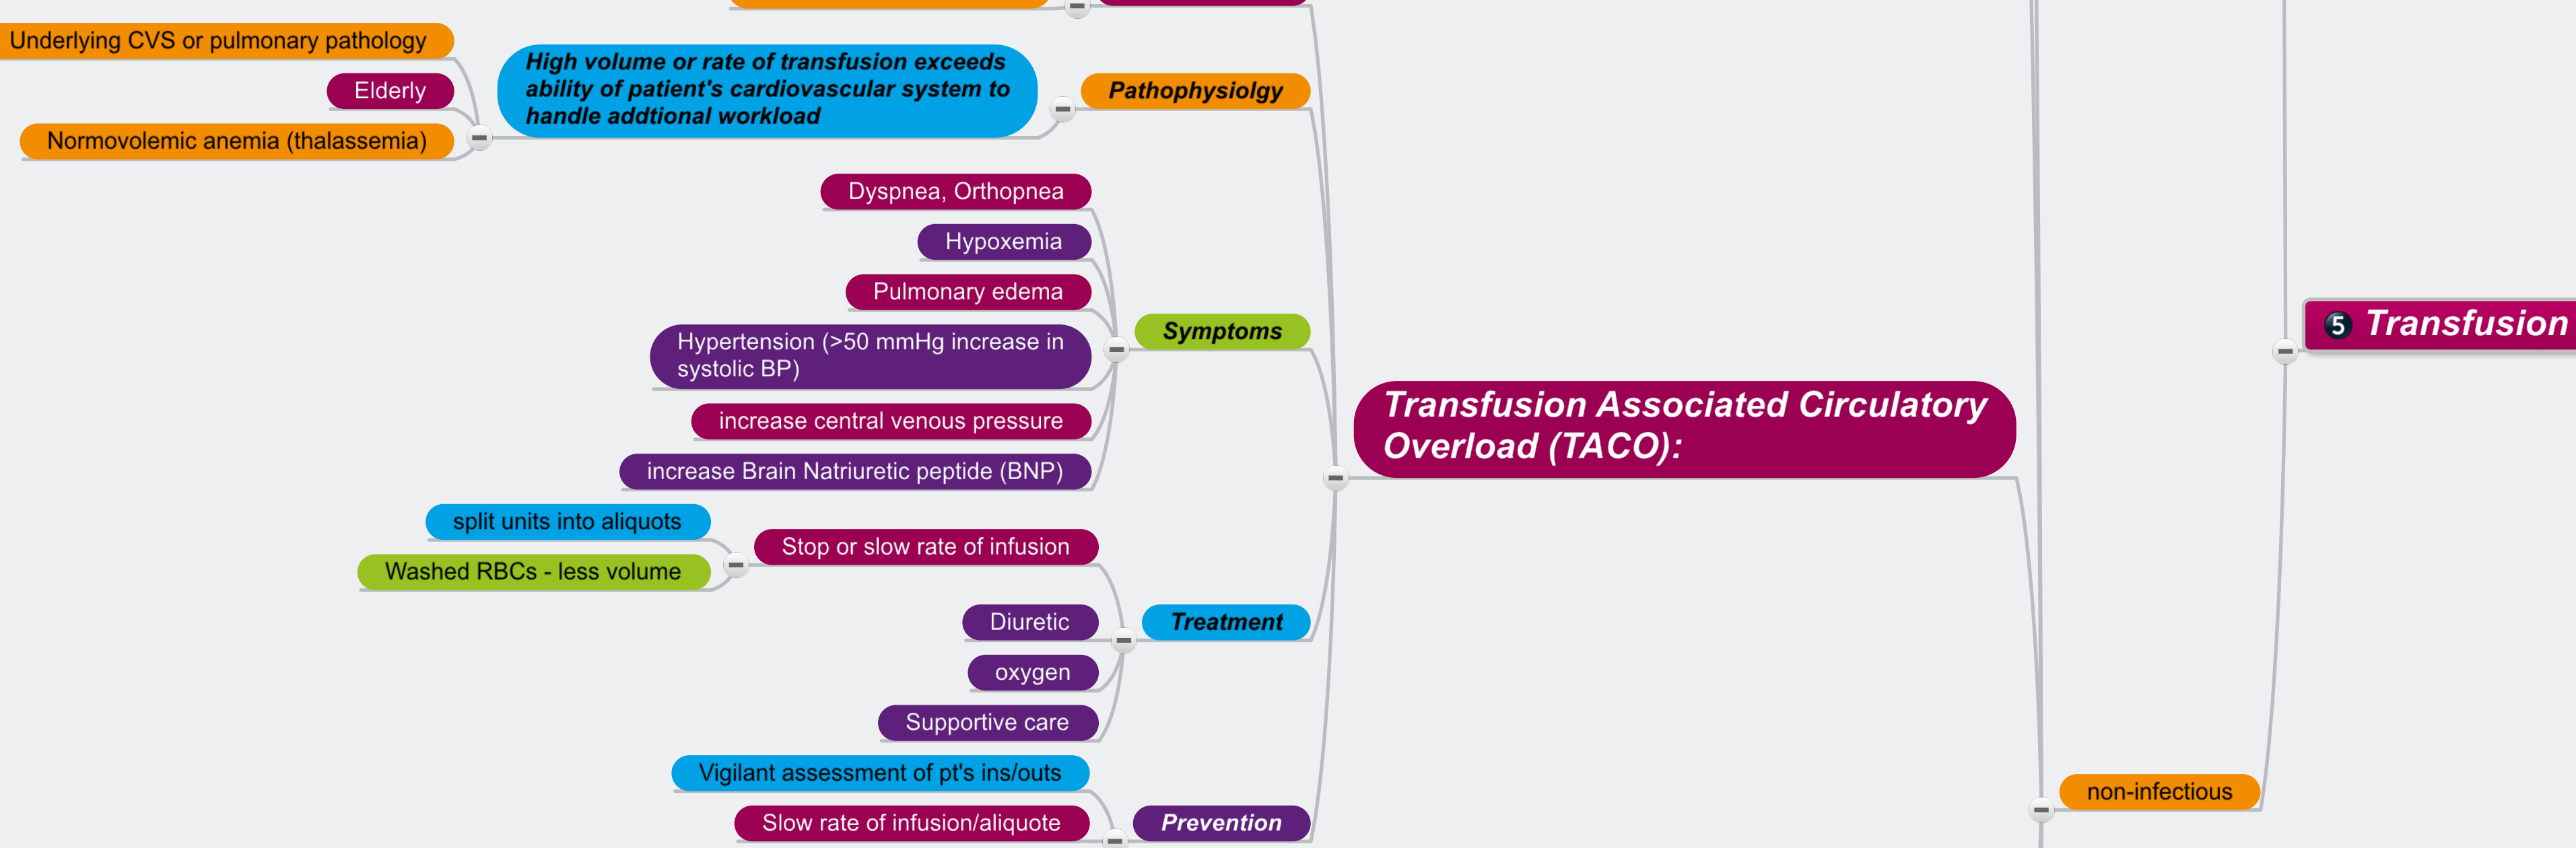 Underlying CVS or pulmonary pathology
Elderly
Normovolemic anemia (thalassemia)
High volume or rate of transfusion exceeds
ability of patient's cardiovascular system to
handle addtional workload
Pathophysiolgy
Dyspnea, Orthopnea
Hypoxemia
Pulmonary edema
Hypertension (>50 mmHg increase in
systolic BP)
increase central venous pressure
increase Brain Natriuretic peptide (BNP)
Symptoms
split units into aliquots
Washed RBCs - less volume
Stop or slow rate of infusion
Diuretic
oxygen
Supportive care
Treatment
Vigilant assessment of pt's ins/outs
Slow rate of infusion/aliquote
Prevention
Transfusion Associated Circulatory
Overload (TACO):
non-infectious
5 Transfusion